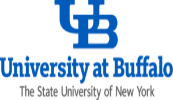 UB
University at Buffalo
The State University of New York